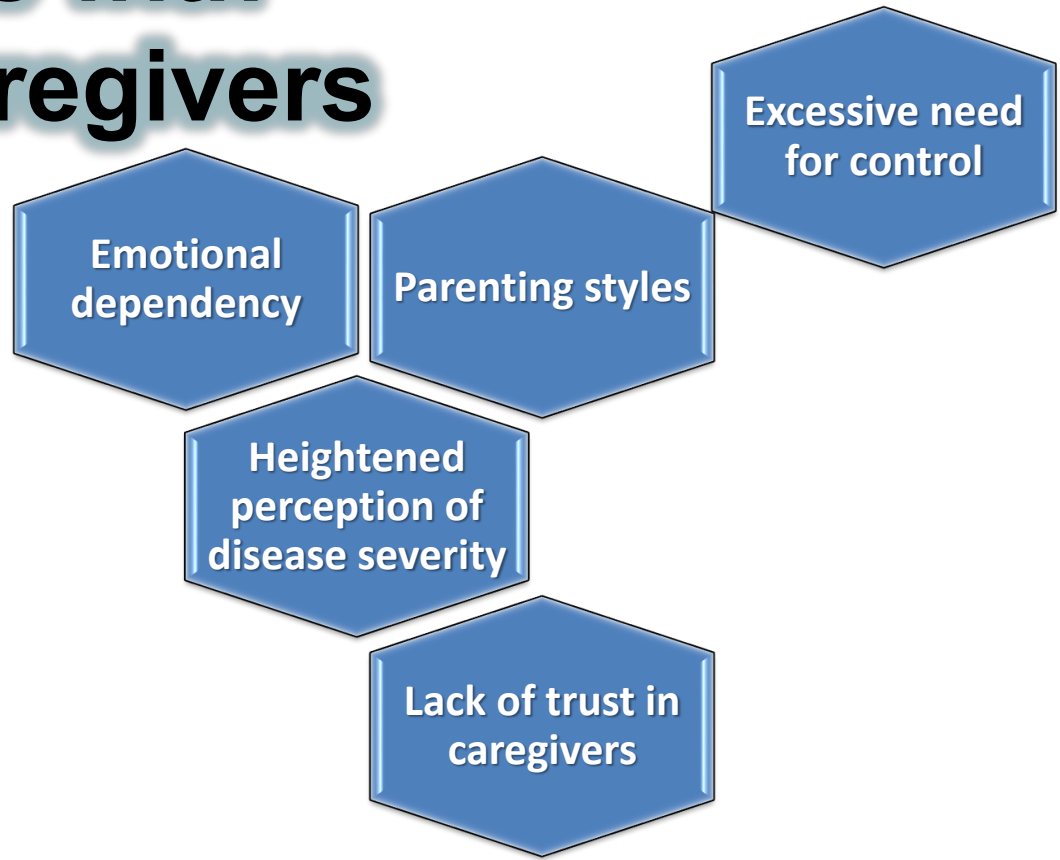 regivers
Excessive need
for control
Emotional
dependency
Parenting styles
Heightened
perception of
disease severity
Lack of trust in
caregivers